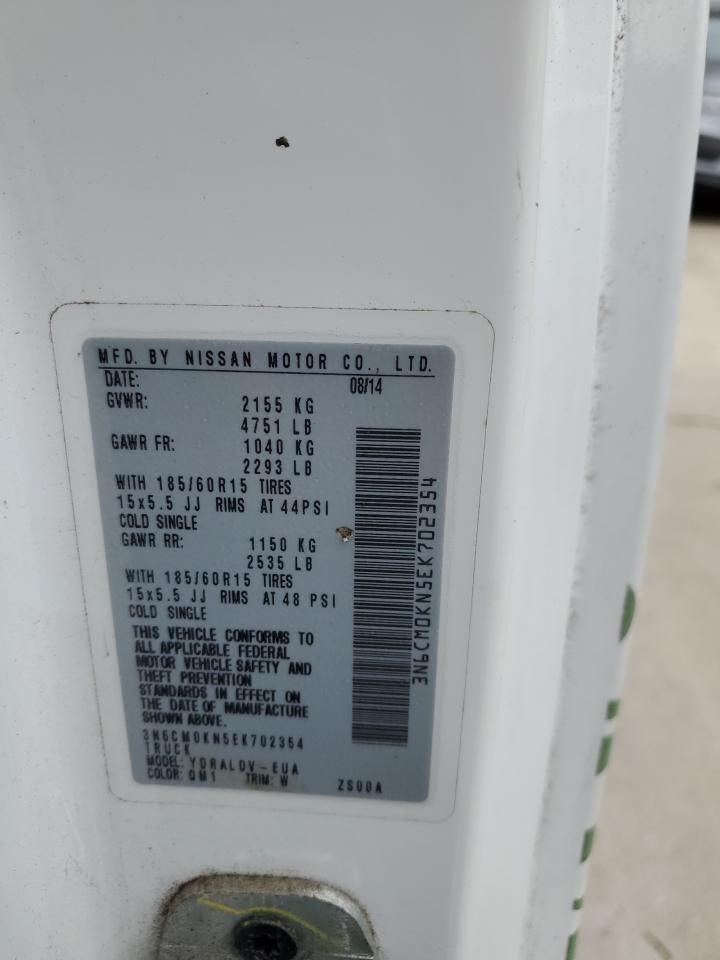 MFD. BY NISSAN MOTOR CO., LTD.
DATE: 08/14
GVWR: 2155 KG
4751 LB
GAWR FR: 1040 KG
2293 LB
WITH 185/60R15 TIRES
15x5.5 JJ RIMS AT 44PSI
COLD SINGLE
GAWR RR: 1150 KG
2535 LB
WITH 185/60R15 TIRES
15x5.5 JJ RIMS AT 48 PSI
COLD SINGLE
THIS VEHICLE CONFORMS TO
ALL APPLICABLE FEDERAL
MOTOR VEHICLE SAFETY AND
THEFT PREVENTION
STANDARDS IN EFFECT ON
THE DATE OF MANUFACTURE
SHOWN ABOVE.
3N6CM0KN5EK702354
TRUCK
MODEL: YDRALDV-EUA
COLOR: QM1 TRIM: W ZS00A
3N6CM0KN5EK702354